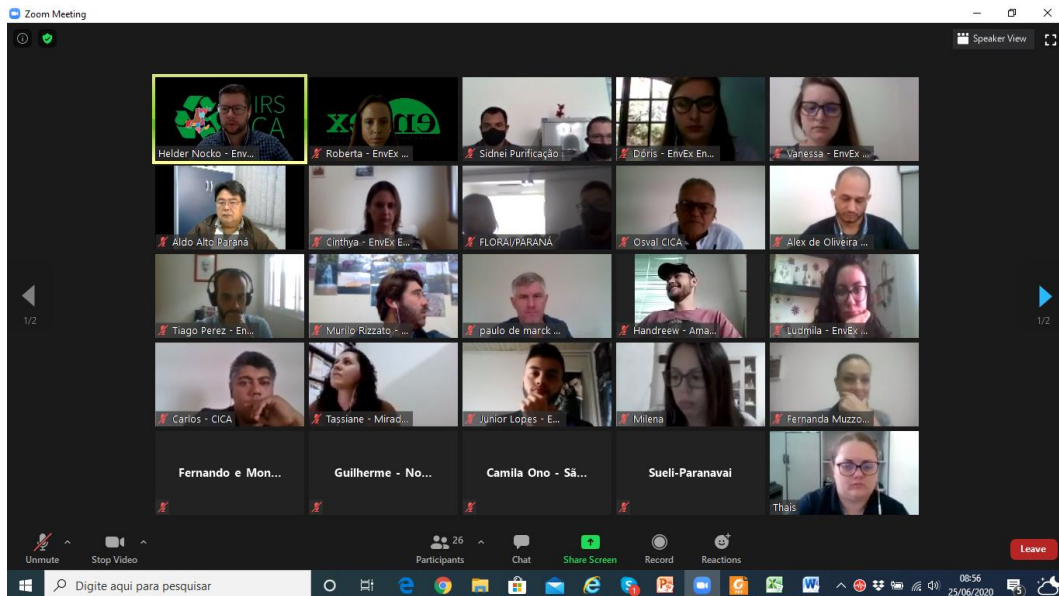 Zoom Meeting
Speaker View
IRS
CA
Helder Nocko - Env...
Roberta - EnvEx ...
Sidnei Purificação
Dóris - EnvEx En...
Vanessa - EnvEx ...
Aldo Alto Paraná
Cinthya - EnvEx E...
FLORAI/PARANÁ
Osval CICA
Alex de Oliveira ...
1/2
1/2
Tiago Perez - En...
Murilo Rizzato - ...
paulo de marck ...
Handreew - Ama...
Ludmila - EnvEx ...
Carlos - CICA
Tassiane - Mirad...
Junior Lopes - E...
Milena
Fernanda Muzzo...
Fernando e Mon...
Guilherme - No...
Camila Ono - Sã...
Sueli-Paranavai
Thais
Unmute
Stop Video
26
Participants
Chat
Share Screen
Record
Reactions
Leave
Digite aqui para pesquisar
08:56
25/06/2020